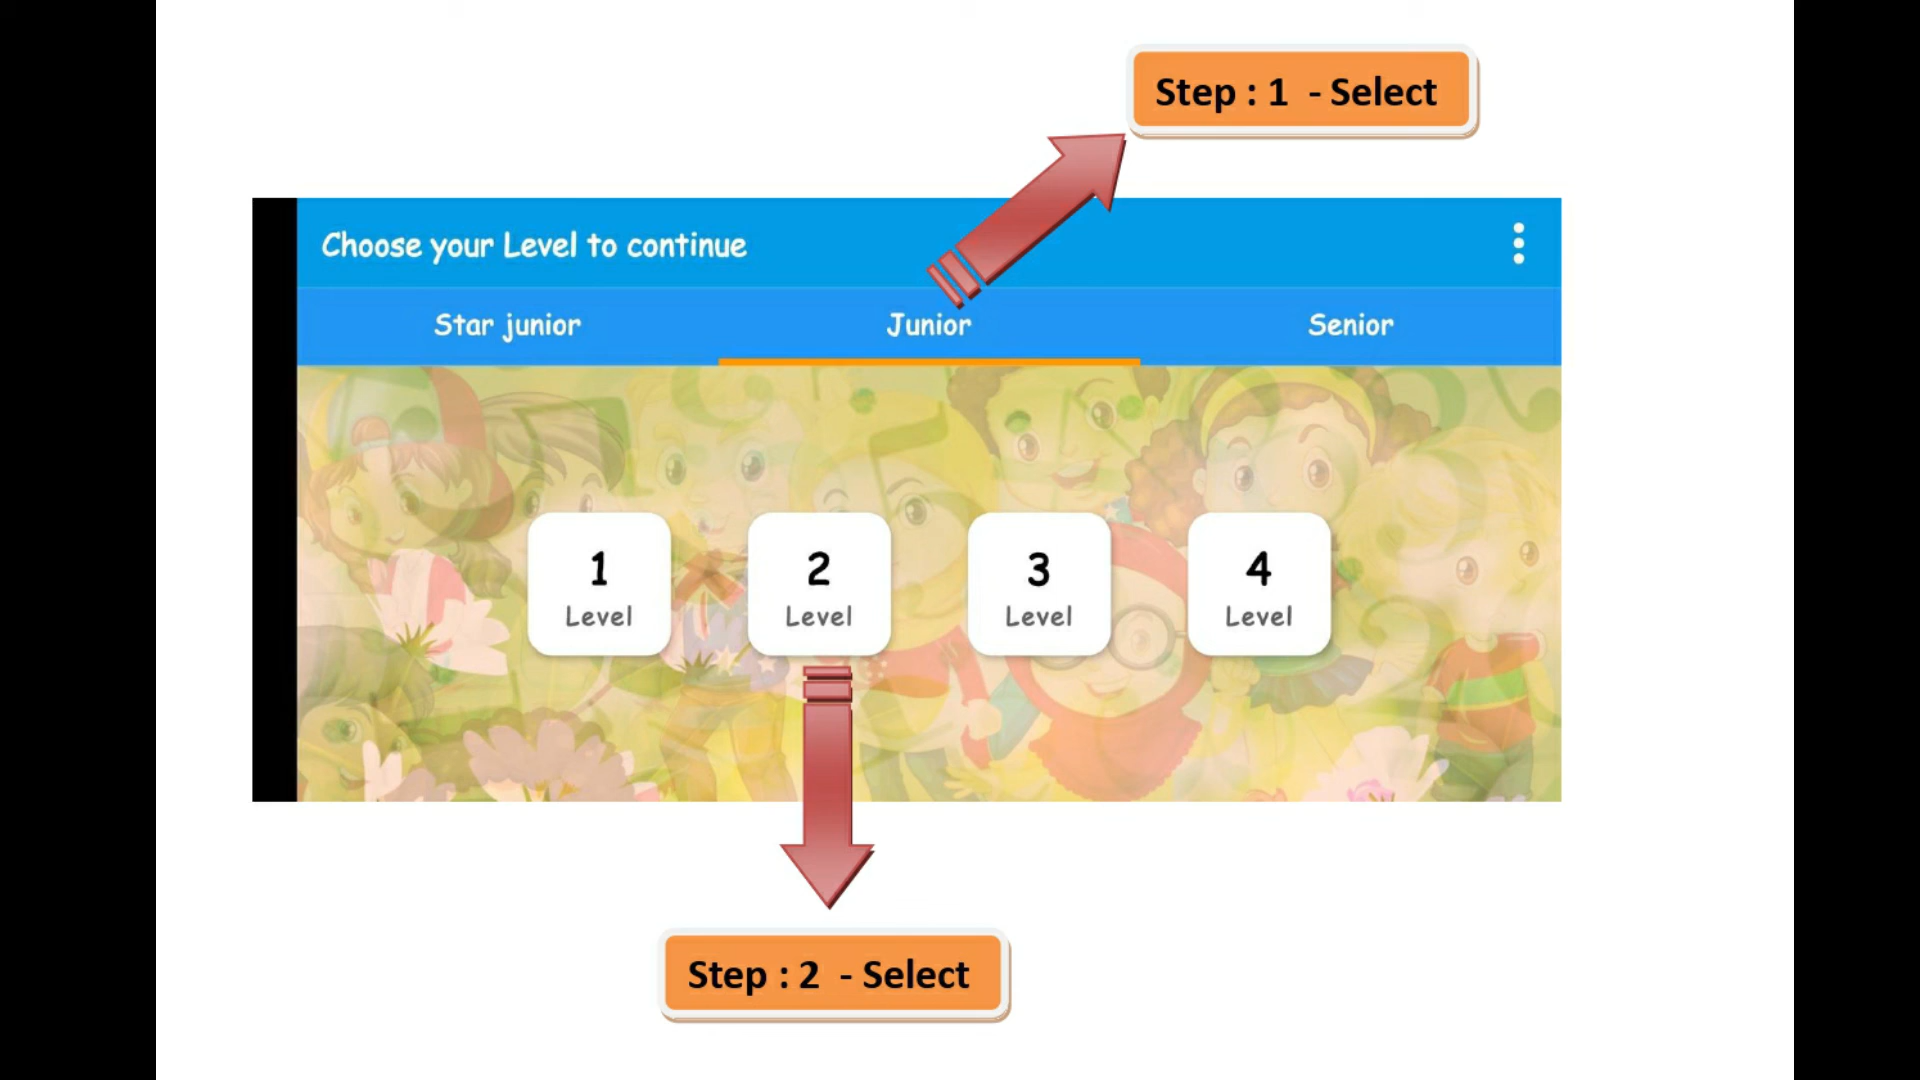 Step : 1 - Select
Choose your Level to continue
Star junior
Junior
Senior
1
Level
2
Level
3
Level
4
Level
Step : 2 - Select